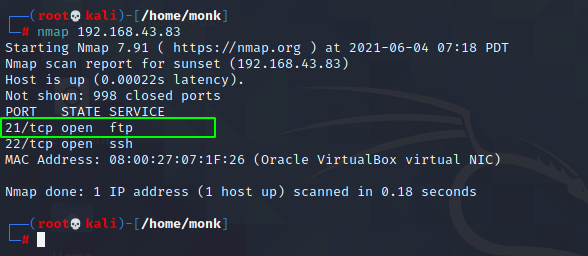 ┌──(root💀kali)-[/home/monk]
└─# nmap 192.168.43.83
Starting Nmap 7.91 ( https://nmap.org ) at 2021-06-04 07:18 PDT
Nmap scan report for sunset (192.168.43.83)
Host is up (0.00022s latency).
Not shown: 998 closed ports
PORT   STATE SERVICE
21/tcp open  ftp
22/tcp open  ssh
MAC Address: 08:00:27:07:1F:26 (Oracle VirtualBox virtual NIC)
Nmap done: 1 IP address (1 host up) scanned in 0.18 seconds
┌──(root💀kali)-[/home/monk]
└─#